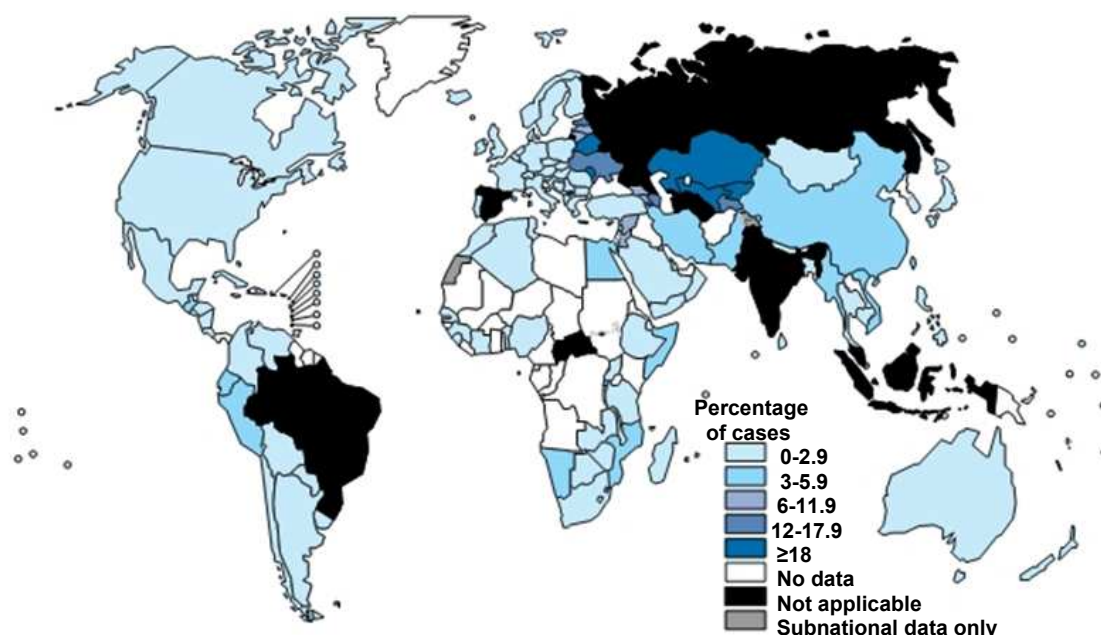 Percentage
of cases
0-2.9
3-5.9
6-11.9
12-17.9
≥18
No data
Not applicable
Subnational data only